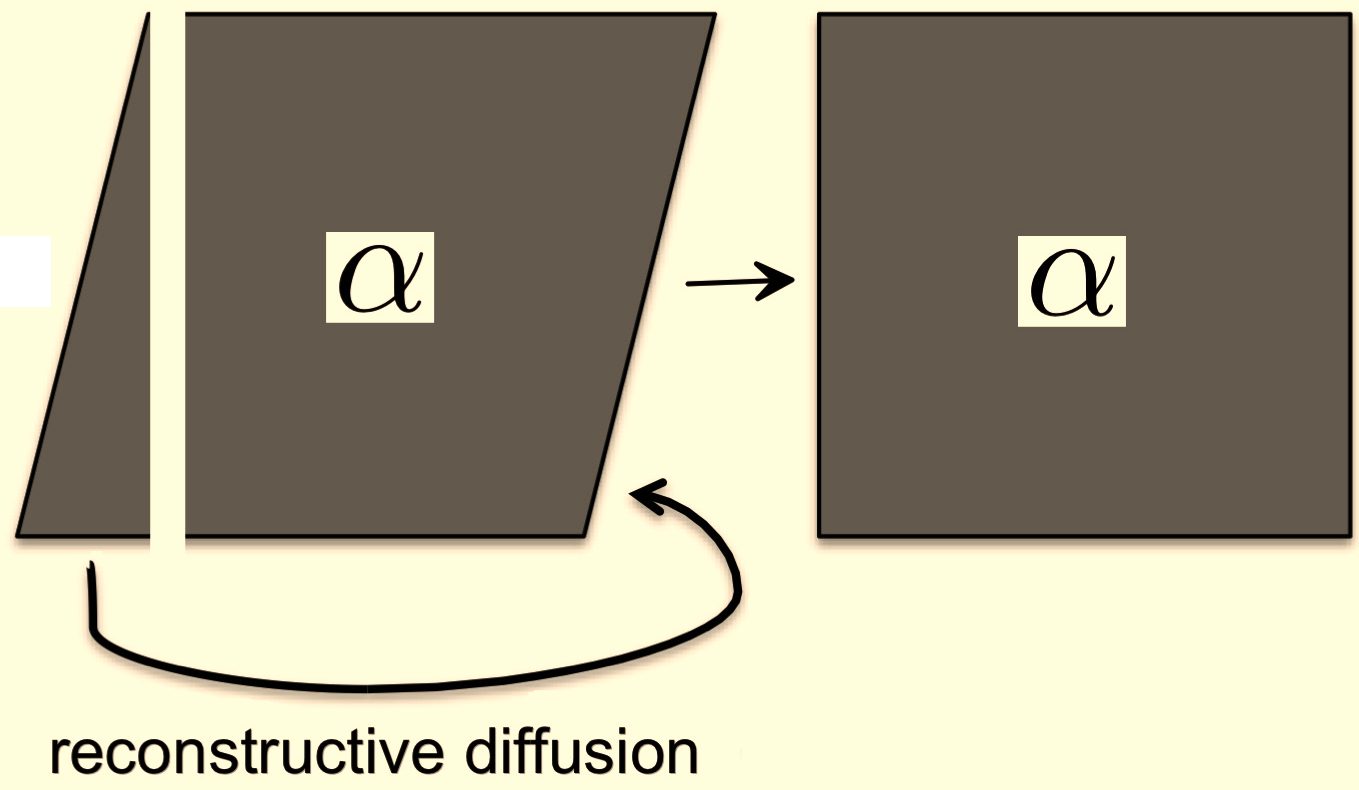 α
α
reconstructive diffusion